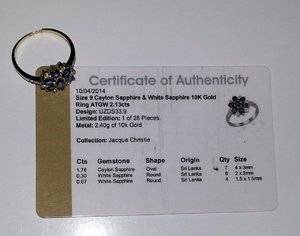 Certificate of Authenticity
10/04/2014
Size 9 Ceylon Sapphire & White Sapphire 10K Gold
Ring ATGW 2.13cts
Design: UZDS33.9
Limited Edition: 1 of 28 Pieces.
Metal: 2.40g of 10k Gold
Collection: Jacque Christie
Cts Gemstone Shape Origin Qty Size
1.76 Ceylon Sapphire Oval Sri Lanka 7 4 x 3mm
0.30 White Sapphire Round Sri Lanka 6 2 x 2mm
0.07 White Sapphire Round Sri Lanka 4 1.5 x 1.5mm